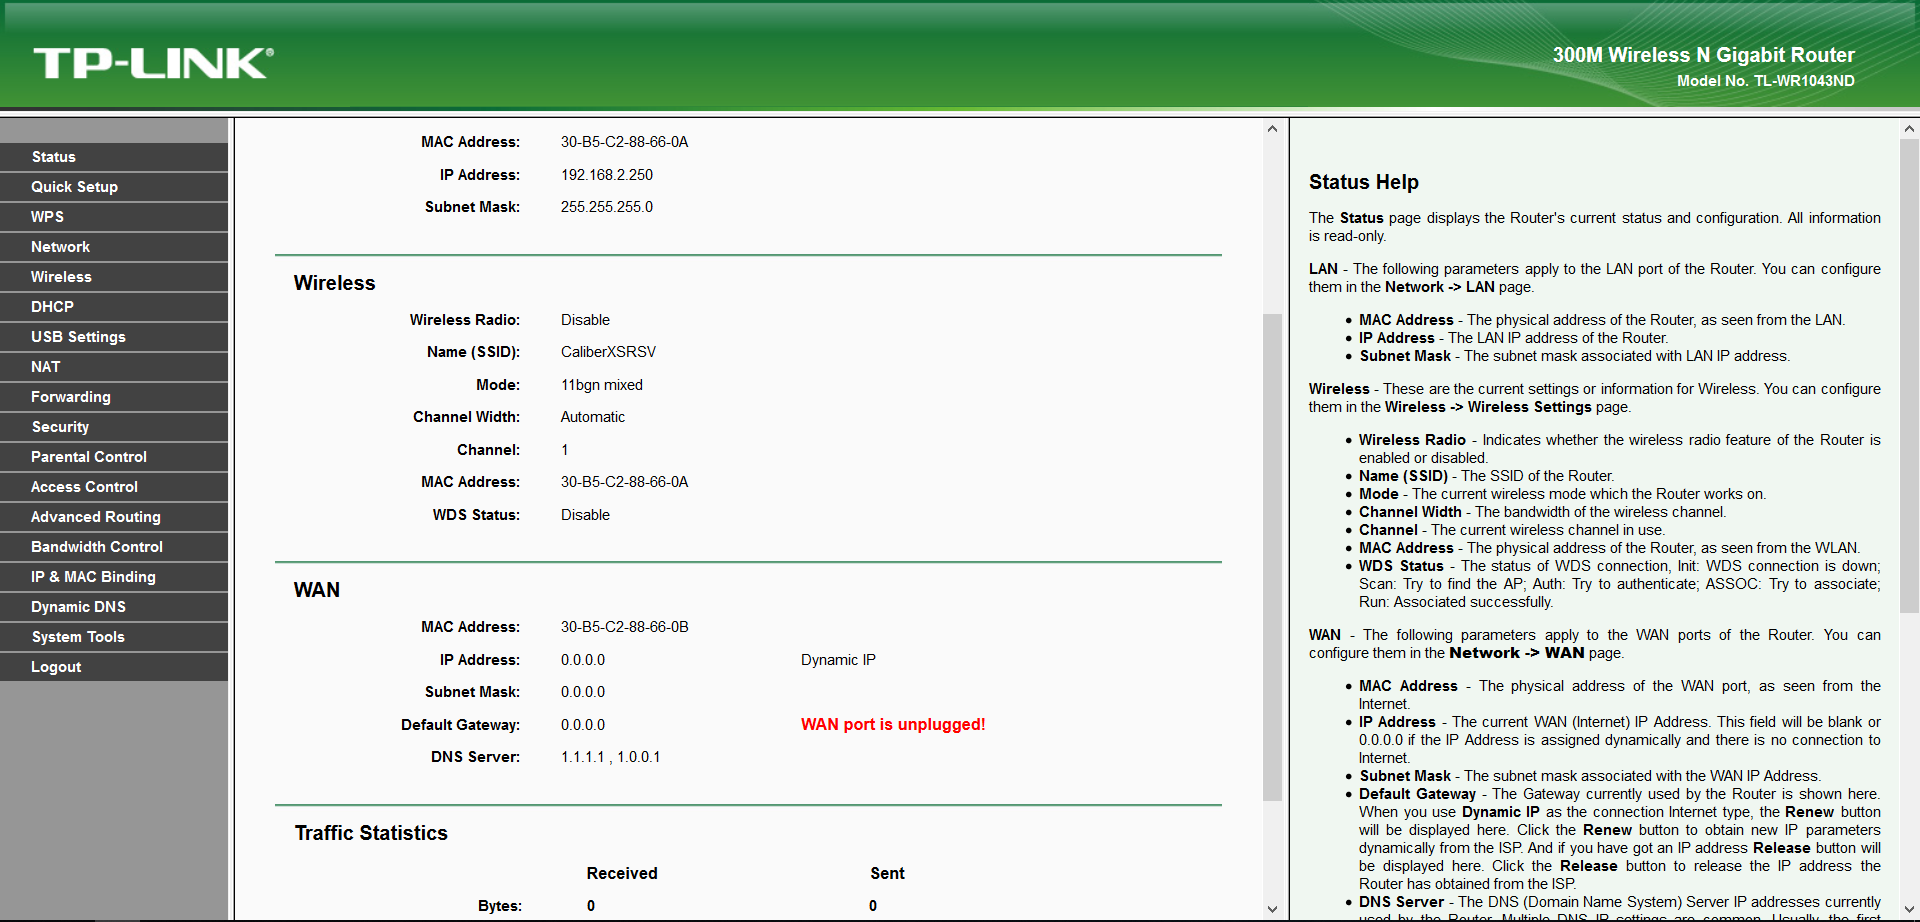 TP-LINK®
300M Wireless N Gigabit Router
Model No. TL-WR1043ND
Status
Quick Setup
WPS
Network
Wireless
DHCP
USB Settings
NAT
Forwarding
Security
Parental Control
Access Control
Advanced Routing
Bandwidth Control
IP & MAC Binding
Dynamic DNS
System Tools
Logout
MAC Address: 30-B5-C2-88-66-0A
IP Address: 192.168.2.250
Subnet Mask: 255.255.255.0
Wireless
Wireless Radio: Disable
Name (SSID): CaliberXSRSV
Mode: 11bgn mixed
Channel Width: Automatic
Channel: 1
MAC Address: 30-B5-C2-88-66-0A
WDS Status: Disable
WAN
MAC Address: 30-B5-C2-88-66-0B
IP Address: 0.0.0.0 Dynamic IP
Subnet Mask: 0.0.0.0
Default Gateway: 0.0.0.0 WAN port is unplugged!
DNS Server: 1.1.1.1 , 1.0.0.1
Traffic Statistics
Received Sent
Bytes: 0 0
Status Help
The Status page displays the Router's current status and configuration. All information
is read-only.
LAN - The following parameters apply to the LAN port of the Router. You can configure
them in the Network -> LAN page.
• MAC Address - The physical address of the Router, as seen from the LAN.
• IP Address - The LAN IP address of the Router.
• Subnet Mask - The subnet mask associated with LAN IP address.
Wireless - These are the current settings or information for Wireless. You can configure
them in the Wireless -> Wireless Settings page.
• Wireless Radio - Indicates whether the wireless radio feature of the Router is
enabled or disabled.
• Name (SSID) - The SSID of the Router.
• Mode - The current wireless mode which the Router works on.
• Channel Width - The bandwidth of the wireless channel.
• Channel - The current wireless channel in use.
• MAC Address - The physical address of the Router, as seen from the WLAN.
• WDS Status - The status of WDS connection, Init: WDS connection is down;
Scan: Try to find the AP; Auth: Try to authenticate; ASSOC: Try to associate;
Run: Associated successfully.
WAN - The following parameters apply to the WAN ports of the Router. You can
configure them in the Network -> WAN page.
• MAC Address - The physical address of the WAN port, as seen from the
Internet.
• IP Address - The current WAN (Internet) IP Address. This field will be blank or
0.0.0.0 if the IP Address is assigned dynamically and there is no connection to
Internet.
• Subnet Mask - The subnet mask associated with the WAN IP Address.
• Default Gateway - The Gateway currently used by the Router is shown here.
When you use Dynamic IP as the connection Internet type, the Renew button
will be displayed here. Click the Renew button to obtain new IP parameters
dynamically from the ISP. And if you have got an IP address Release button will
be displayed here. Click the Release button to release the IP address the
Router has obtained from the ISP.
• DNS Server - The DNS (Domain Name System) Server IP addresses currently
used by the Router. Multiple DNS IP settings are common. Usually, the first